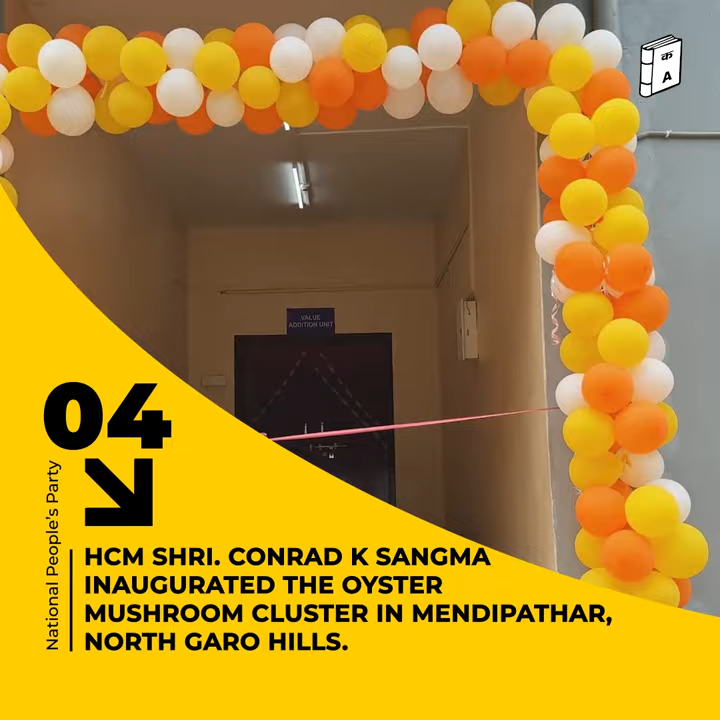 क
A
VALUE
ADDITION UNIT
04
National People's Party
HCM SHRI. CONRAD K SANGMA
INAUGURATED THE OYSTER
MUSHROOM CLUSTER IN MENDIPATHAR,
NORTH GARO HILLS.